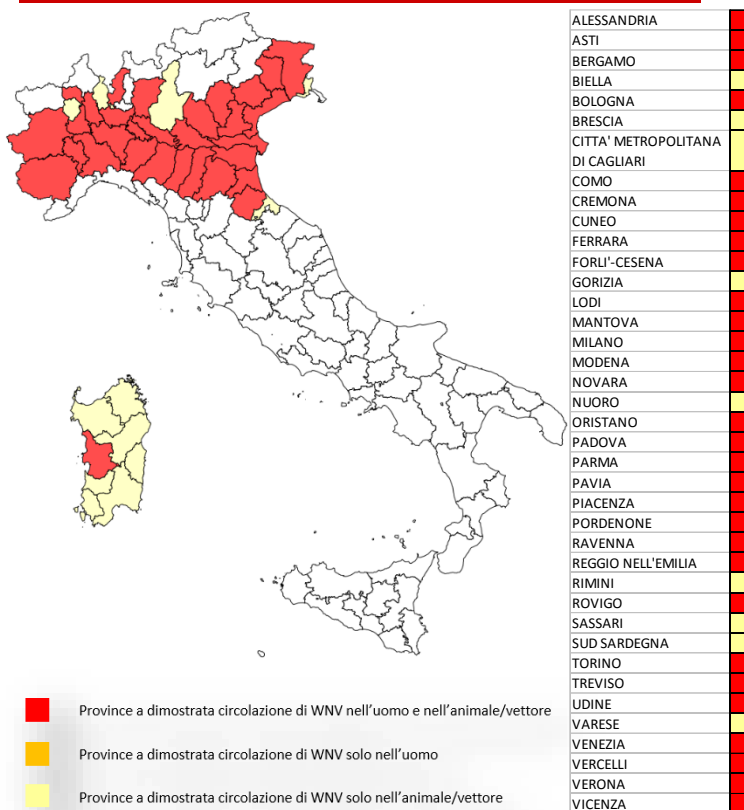 ALESSANDRIA
ASTI
BERGAMO
BIELLA
BOLOGNA
BRESCIA
CITTA' METROPOLITANA
DI CAGLIARI
COMO
CREMONA
CUNEO
FERRARA
FORLI'-CESENA
GORIZIA
LODI
MANTOVA
MILANO
MODENA
NOVARA
NUORO
ORISTANO
PADOVA
PARMA
PAVIA
PIACENZA
PORDENONE
RAVENNA
REGGIO NELL'EMILIA
RIMINI
ROVIGO
SASSARI
SUD SARDEGNA
TORINO
TREVISO
UDINE
VARESE
VENEZIA
VERCELLI
VERONA
VICENZA
Province a dimostrata circolazione di WNV nell'uomo e nell'animale/vettore
Province a dimostrata circolazione di WNV solo nell'uomo
Province a dimostrata circolazione di WNV solo nell'animale/vettore